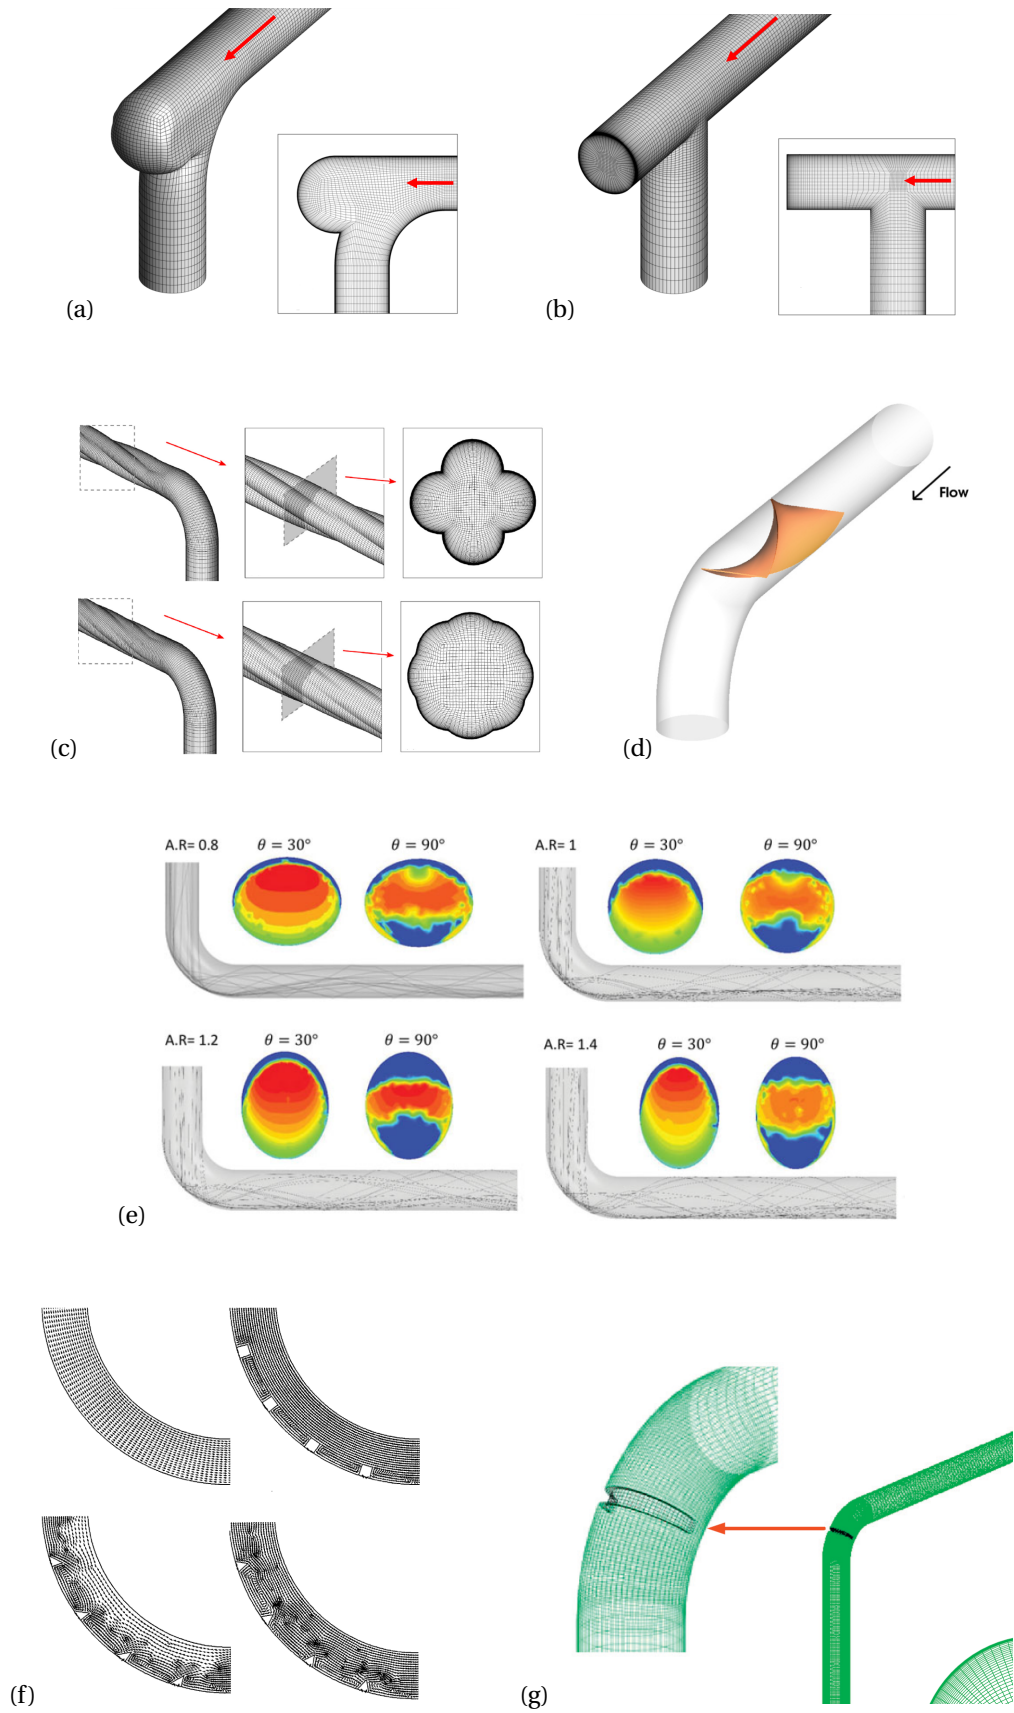 (a)
(b)
Flow
(c)
(d)
A.R= 0.8 θ = 30° θ = 90°
A.R= 1 θ = 30° θ = 90°
A.R= 1.2 θ = 30° θ = 90°
A.R= 1.4 θ = 30° θ = 90°
(e)
(f)
(g)